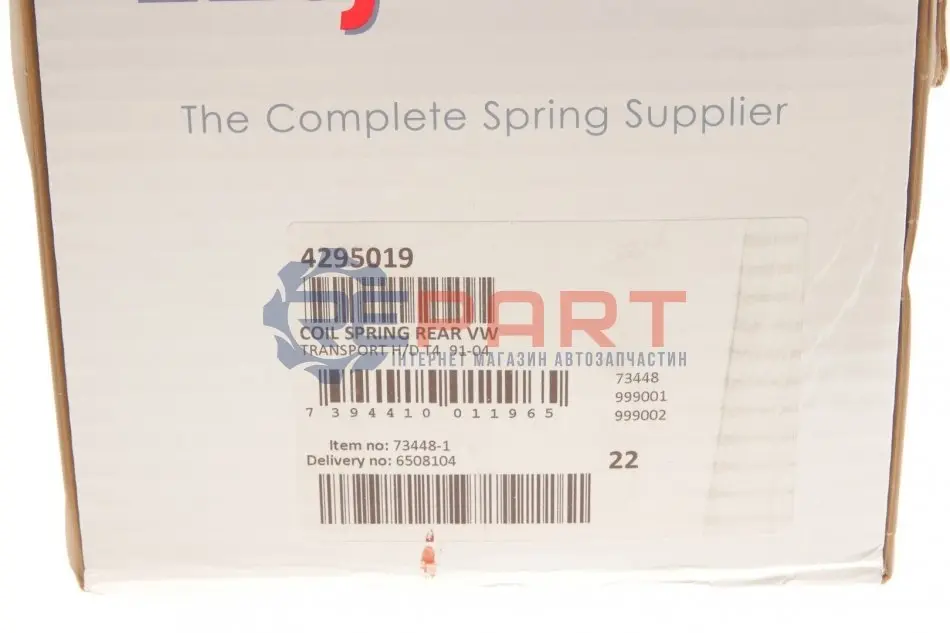 The Complete Spring Supplier
4295019
PART
COIL SPRING REAR VW
TRANSPORT H/D T4, 91-04
ІНТЕРНЕТ МАГАЗИН АВТОЗАПЧАСТИН
73448
999001
7 394410 011965
999002
Item no: 73448-1
Delivery no: 6508104
22